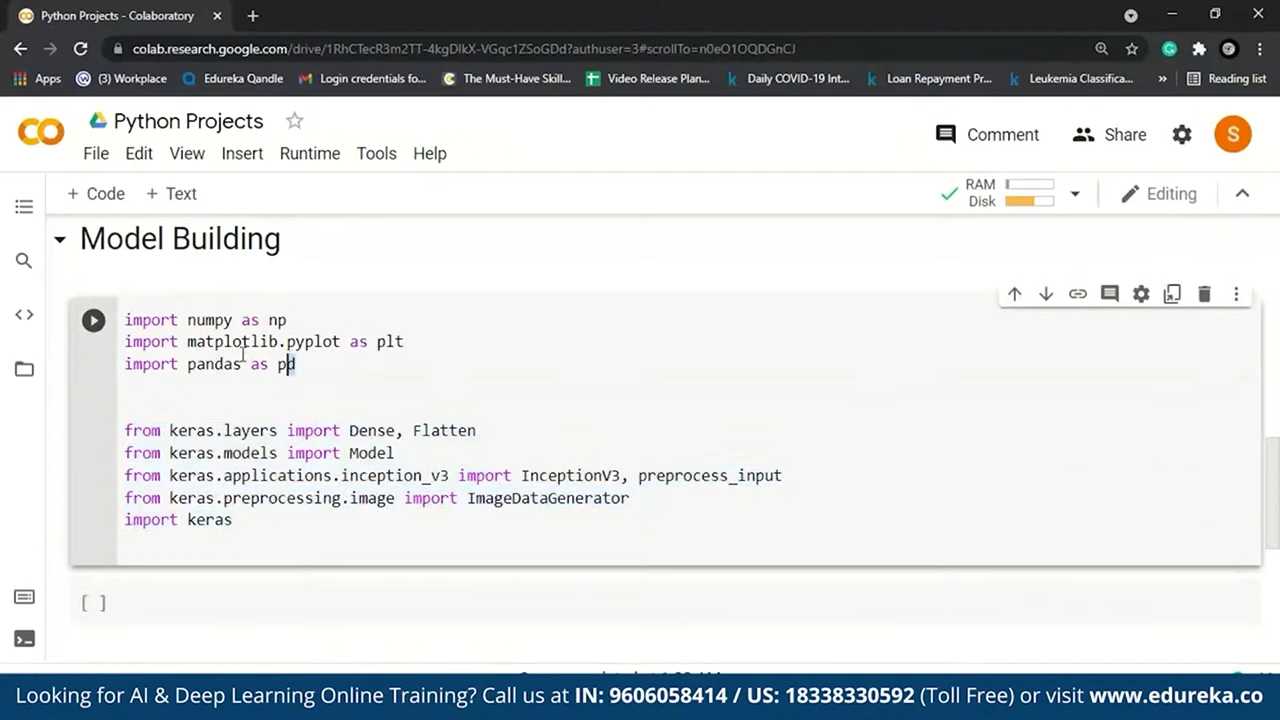 Python Projects - Colaboratory
colab.research.google.com/drive/1RhCTecR3m2TT-4kgDlkX-VGqc1ZSoGDd?authuser=3#scrollTo=n0eO1OQDGnCJ
Apps (3) Workplace Edureka Qandle Login credentials fo... The Must-Have Skill... Video Release Plan... Daily COVID-19 Int... Loan Repayment Pr... Leukemia Classifica... » Reading list
Python Projects
Comment Share S
File Edit View Insert Runtime Tools Help
+ Code + Text RAM Disk Editing
Model Building
import numpy as np
import matplotlib.pyplot as plt
import pandas as pd
from keras.layers import Dense, Flatten
from keras.models import Model
from keras.applications.inception_v3 import InceptionV3, preprocess_input
from keras.preprocessing.image import ImageDataGenerator
import keras
[ ]
Looking for AI & Deep Learning Online Training? Call us at IN: 9606058414 / US: 18338330592 (Toll Free) or visit www.edureka.co